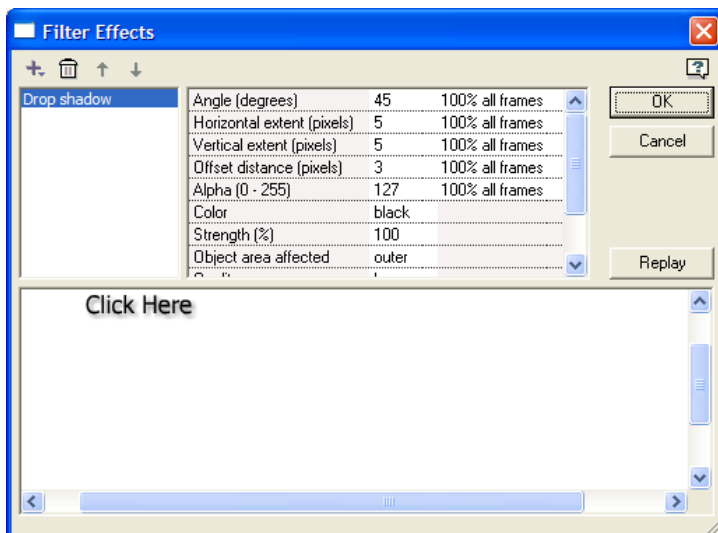 Filter Effects
Drop shadow
Angle (degrees) 45 100% all frames
Horizontal extent (pixels) 5 100% all frames
Vertical extent (pixels) 5 100% all frames
Offset distance (pixels) 3 100% all frames
Alpha (0 - 255) 127 100% all frames
Color black
Strength (%) 100
Object area affected outer
OK
Cancel
Replay
Click Here